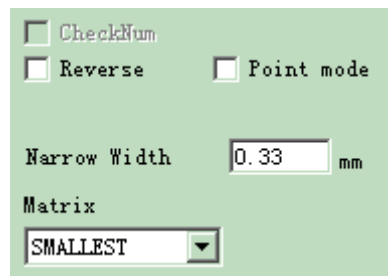 CheckNum
Reverse Point mode
Narrow Width 0.33 mm
Matrix
SMALLEST